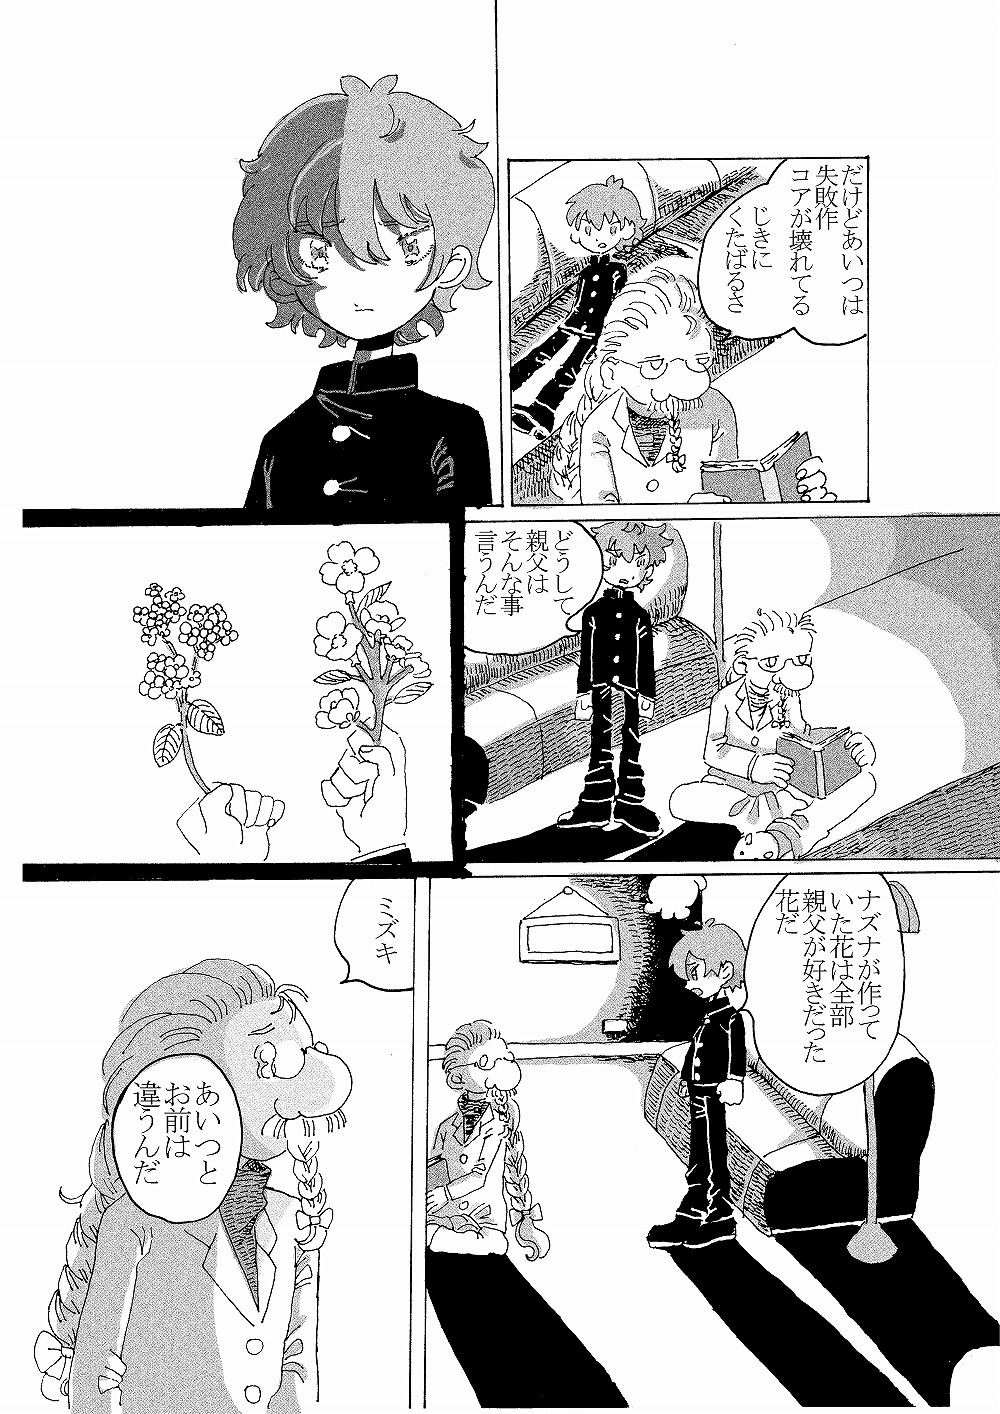 だけどあいつは
失敗作
コアが壊れてる
じきに
くたばるさ
どうして
親父は
そんな事
言うんだ
ナズナが作って
いた花は全部
親父が好きだった
花だ
ミズキ
あいつと
お前は
違うんだ